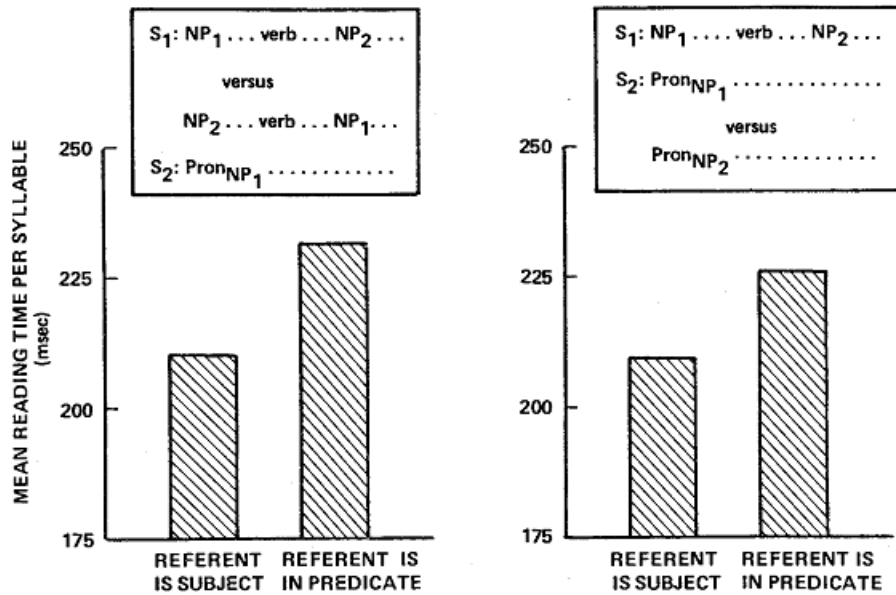 S1: NP1 . . . verb . . . NP2 . . .
versus
NP2 . . . verb . . . NP1 . . .
S2: PronNP1 . . . . . . . . . . . .
MEAN READING TIME PER SYLLABLE
(msec)
250
225
200
175
REFERENT IS SUBJECT
REFERENT IS IN PREDICATE
S1: NP1 . . . . verb . . . NP2 . . .
S2: PronNP1 . . . . . . . . . . . . . .
versus
PronNP2 . . . . . . . . . . . . .
250
225
200
175
REFERENT IS SUBJECT
REFERENT IS IN PREDICATE